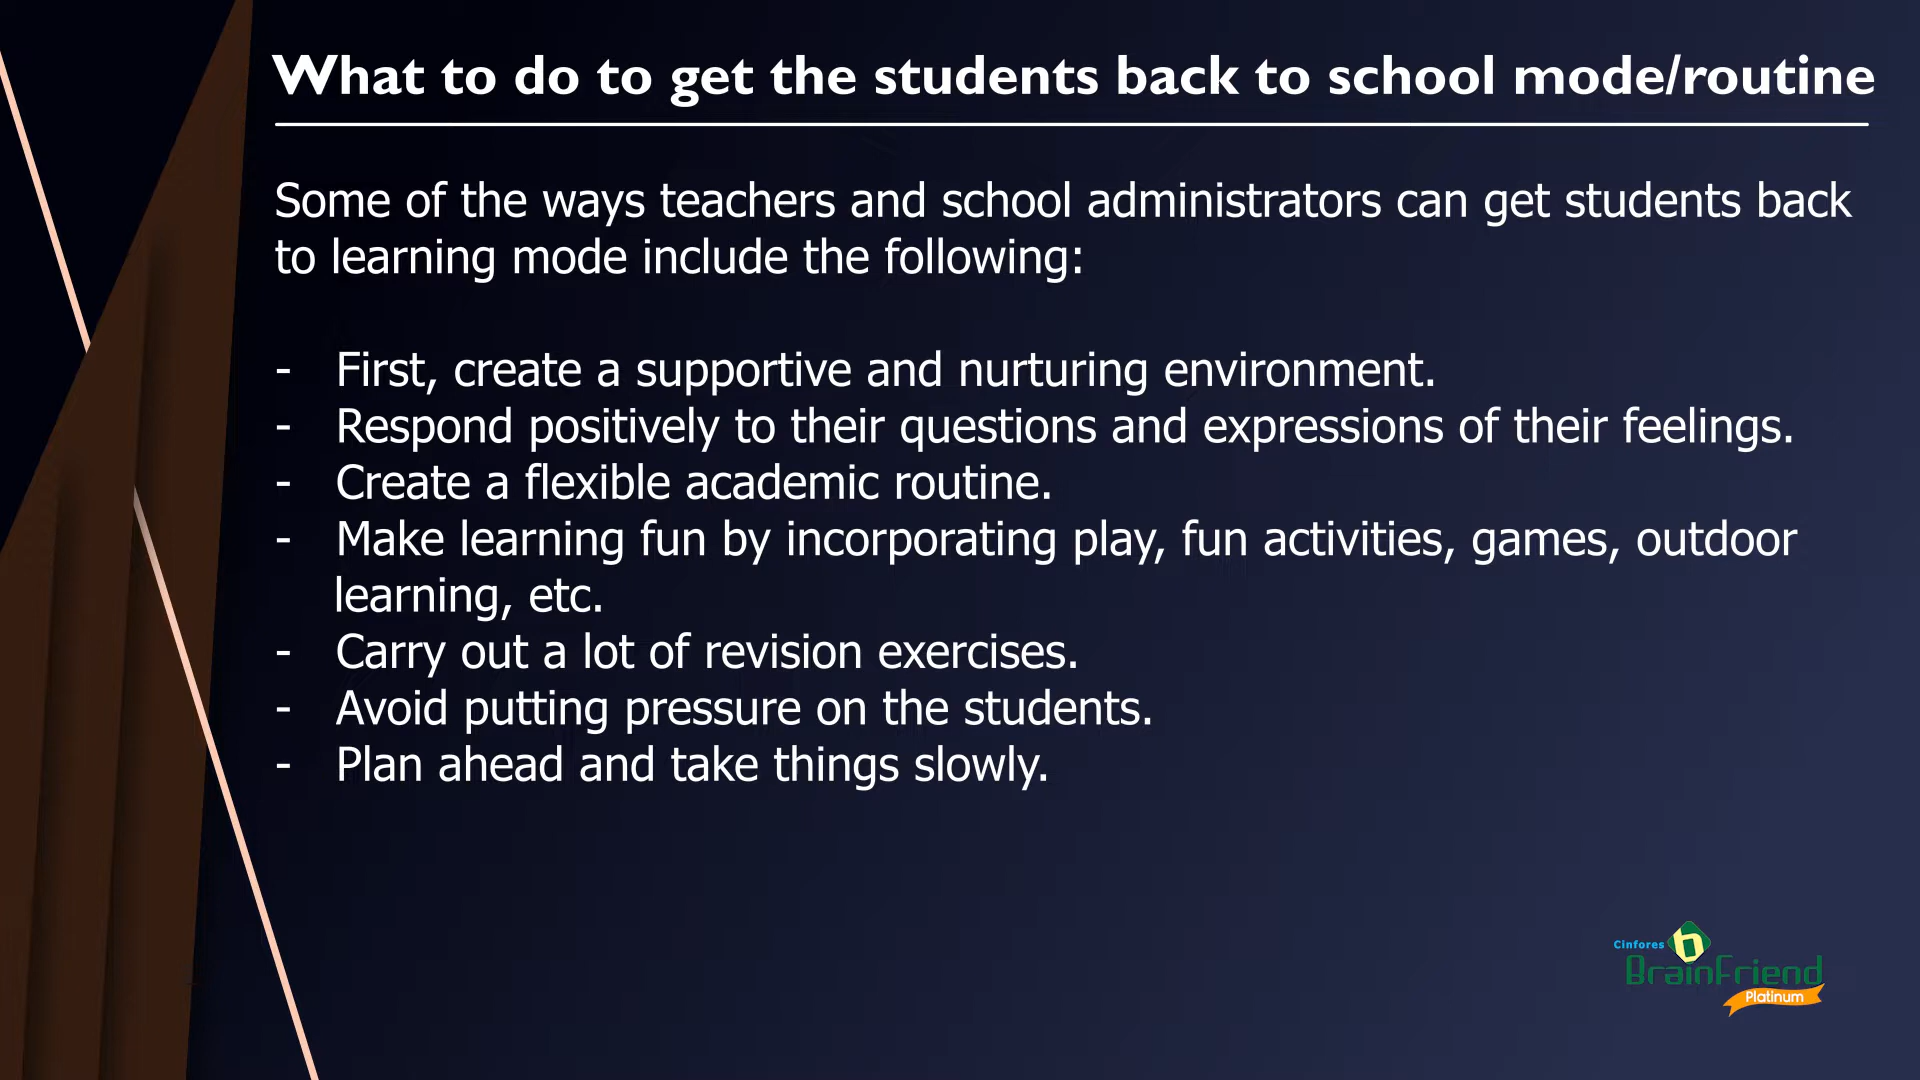 What to do to get the students back to school mode/routine
Some of the ways teachers and school administrators can get students back
to learning mode include the following:
- First, create a supportive and nurturing environment.
- Respond positively to their questions and expressions of their feelings.
- Create a flexible academic routine.
- Make learning fun by incorporating play, fun activities, games, outdoor
learning, etc.
- Carry out a lot of revision exercises.
- Avoid putting pressure on the students.
- Plan ahead and take things slowly.
Cinfores
BrainFriend
Platinum